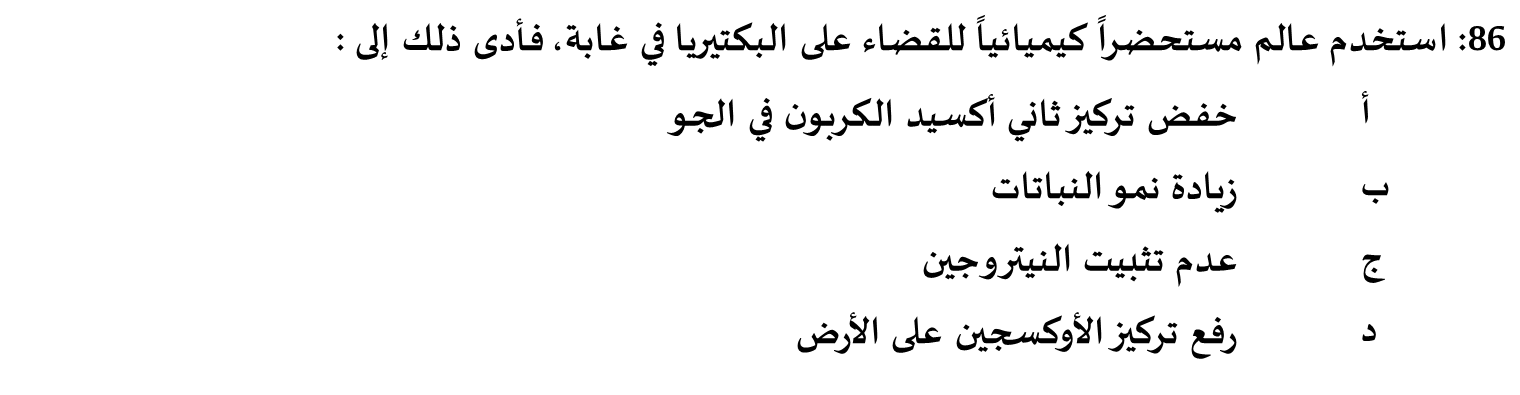 86: استخدم عالم مستحضراً كيميائياً للقضاء على البكتيريا في غابة، فأدى ذلك إلى :
أ خفض تركيز ثاني أكسيد الكربون في الجو
ب زيادة نمو النباتات
ج عدم تثبيت النيتروجين
د رفع تركيز الأوكسجين على الأرض